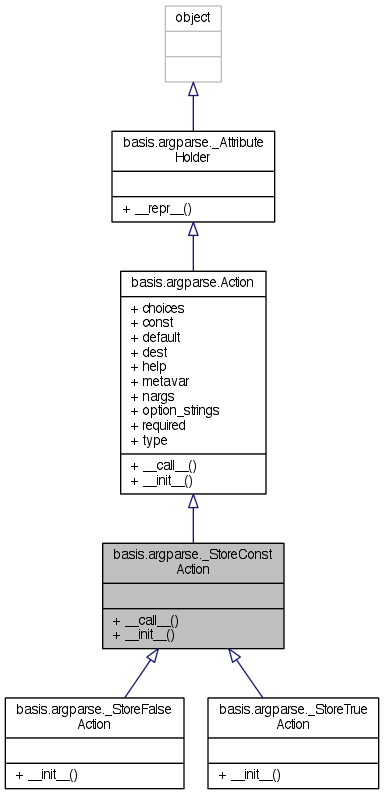 object
basis.argparse._Attribute
Holder
+ __repr__()
basis.argparse.Action
+ choices
+ const
+ default
+ dest
+ help
+ metavar
+ nargs
+ option_strings
+ required
+ type
+ __call__()
+ __init__()
basis.argparse._StoreConst
Action
+ __call__()
+ __init__()
basis.argparse._StoreFalse
Action
+ __init__()
basis.argparse._StoreTrue
Action
+ __init__()